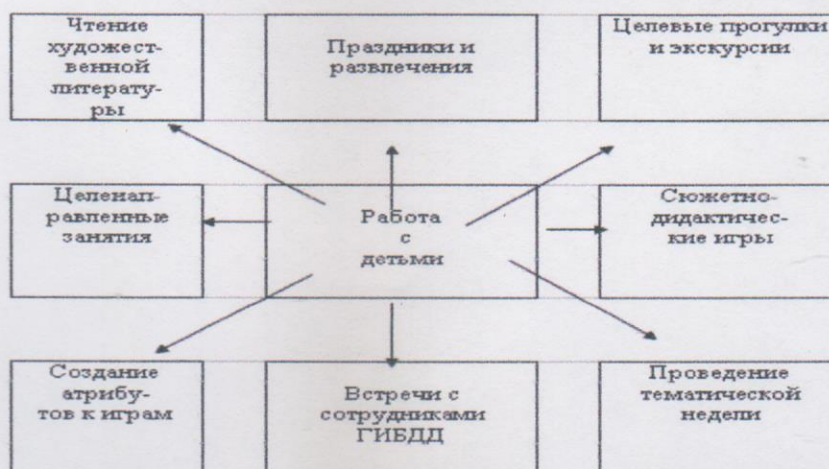 Чтение
художест-
венной
литерату-
ры
Праздники и
развлечения
Целевые прогулки
и экскурсии
Целенап-
равленные
занятия
Работа
с
детьми
Сюжетно-
дидактичес-
кие игры
Создание
атрибу-
тов к играм
Встречи с
сотрудниками
ГИБДД
Проведение
тематической
недели